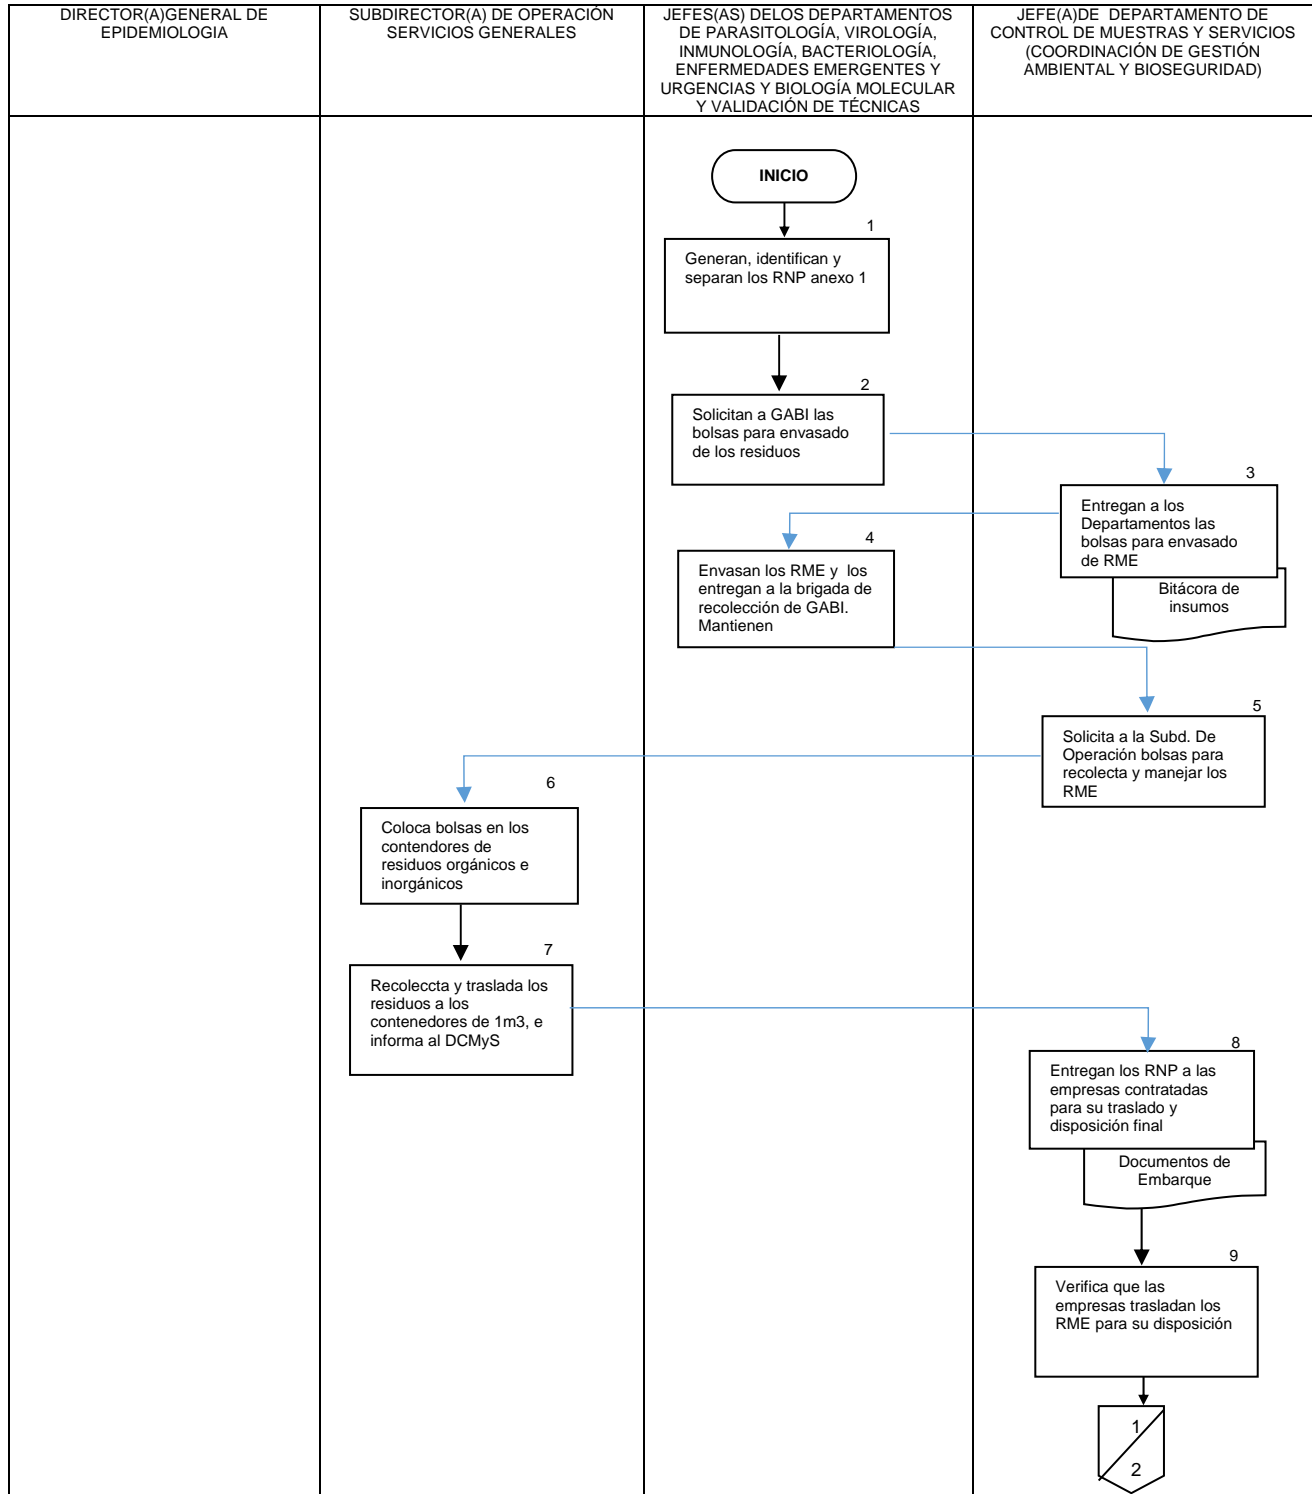 DIRECTOR(A)GENERAL DE
EPIDEMIOLOGIA
SUBDIRECTOR(A) DE OPERACIÓN
SERVICIOS GENERALES
JEFES(AS) DELOS DEPARTAMENTOS
DE PARASITOLOGÍA, VIROLOGÍA,
INMUNOLOGÍA, BACTERIOLOGÍA,
ENFERMEDADES EMERGENTES Y
URGENCIAS Y BIOLOGÍA MOLECULAR
Y VALIDACIÓN DE TÉCNICAS
JEFE(A)DE DEPARTAMENTO DE
CONTROL DE MUESTRAS Y SERVICIOS
(COORDINACIÓN DE GESTIÓN
AMBIENTAL Y BIOSEGURIDAD)
INICIO
1
Generan, identifican y
separan los RNP anexo 1
2
Solicitan a GABI las
bolsas para envasado
de los residuos
3
Entregan a los
Departamentos las
bolsas para envasado
de RME
Bitácora de
insumos
4
Envasan los RME y los
entregan a la brigada de
recolección de GABI.
Mantienen
5
Solicita a la Subd. De
Operación bolsas para
recolecta y manejar los
RME
6
Coloca bolsas en los
contendores de
residuos orgánicos e
inorgánicos
7
Recoleccta y traslada los
residuos a los
contenedores de 1m3, e
informa al DCMyS
8
Entregan los RNP a las
empresas contratadas
para su traslado y
disposición final
Documentos de
Embarque
9
Verifica que las
empresas trasladan los
RME para su disposición
1
2